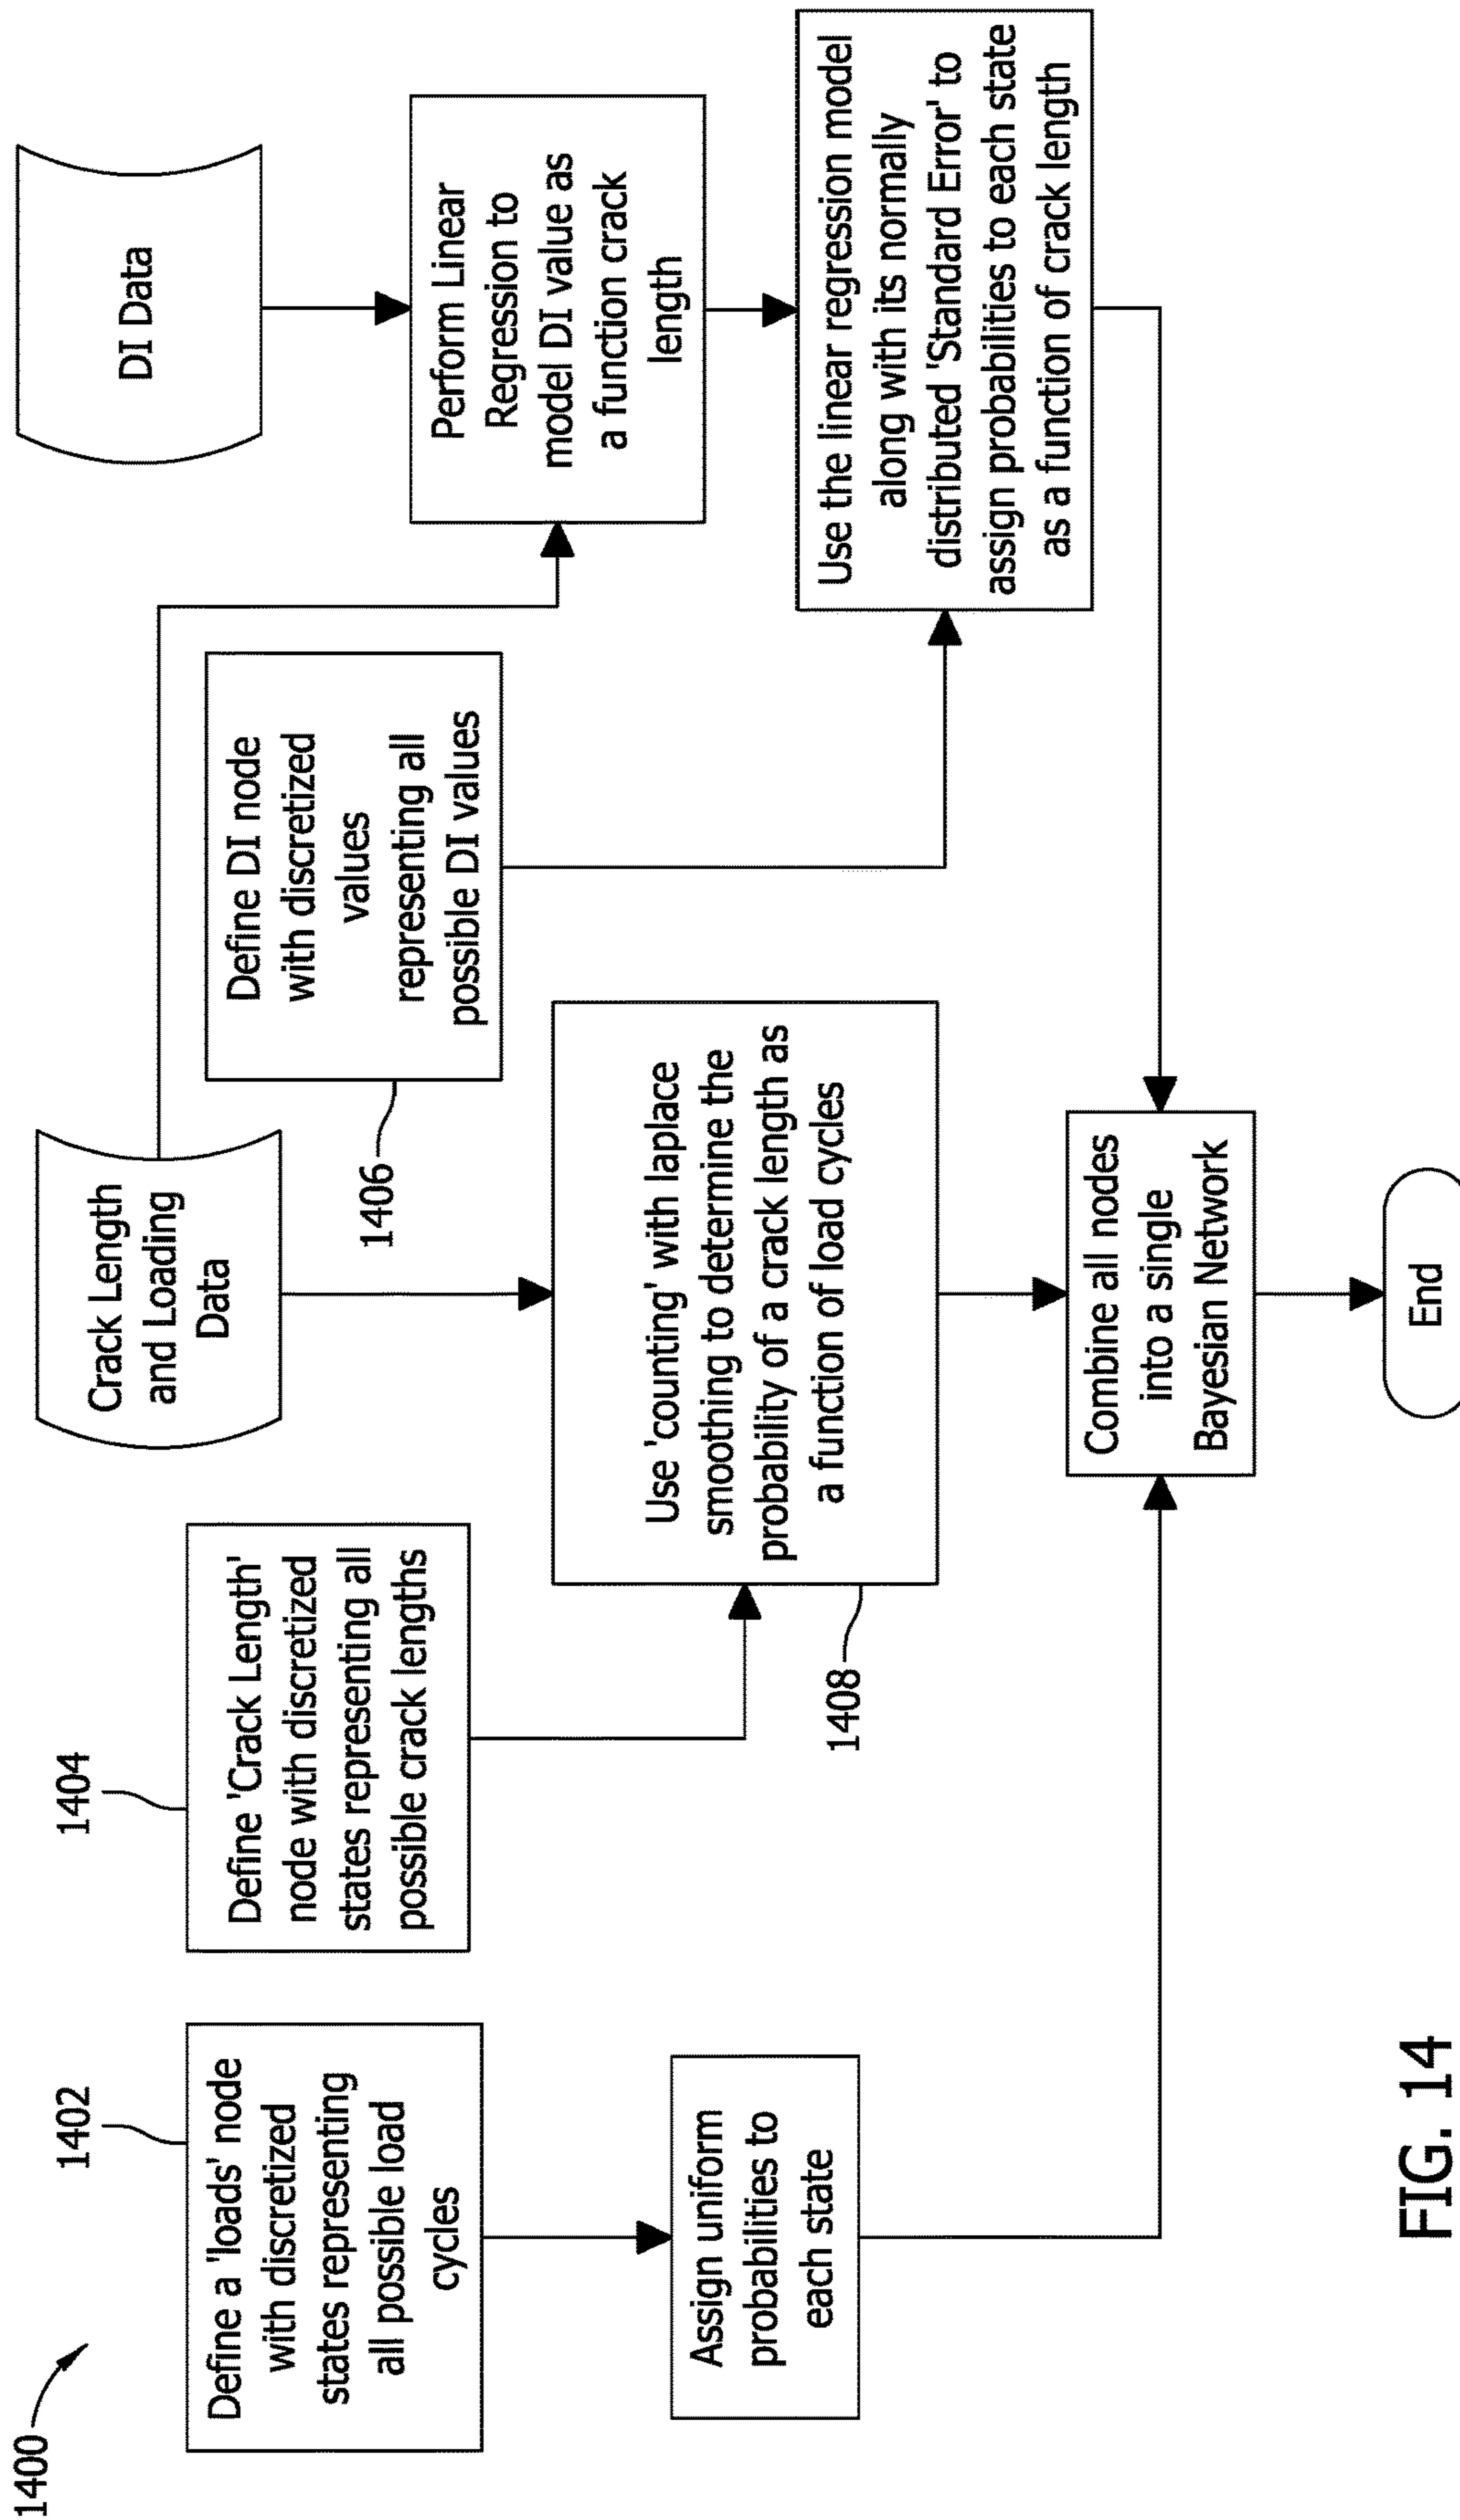 1400
1402
Define a 'loads' node
with discretized
states representing
all possible load
cycles
Assign uniform
probabilities to
each state
1404
Define 'Crack Length'
node with discretized
states representing all
possible crack lengths
Crack Length
and Loading
Data
1408
Use 'counting' with laplace
smoothing to determine the
probability of a crack length as
a function of load cycles
1406
Define DI node
with discretized
values
representing all
possible DI values
DI Data
Perform Linear
Regression to
model DI value as
a function crack
length
Use the linear regression model
along with its normally
distributed 'Standard Error' to
assign probabilities to each state
as a function of crack length
Combine all nodes
into a single
Bayesian Network
End
FIG. 14